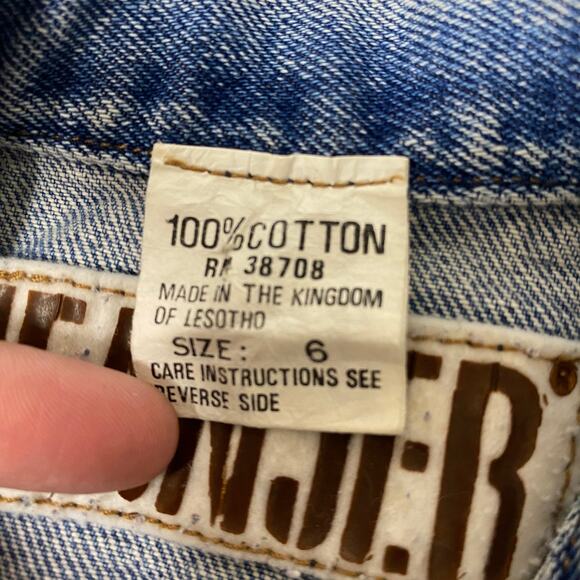 100% COTTON
RN 38708
MADE IN THE KINGDOM
OF LESOTHO
SIZE: 6
CARE INSTRUCTIONS SEE
REVERSE SIDE